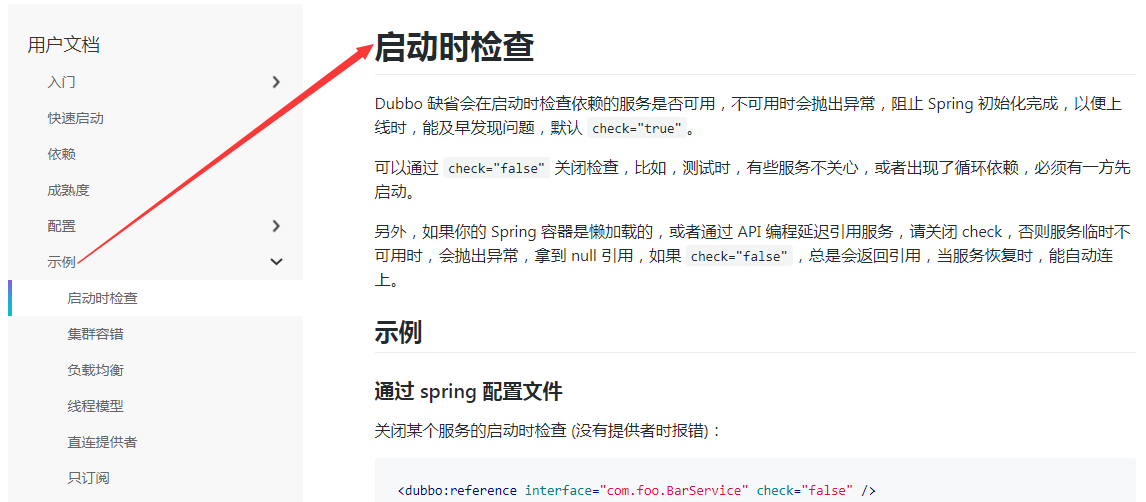 用户文档
入门
快速启动
依赖
成熟度
配置
示例
启动时检查
集群容错
负载均衡
线程模型
直连提供者
只订阅
启动时检查
Dubbo 缺省会在启动时检查依赖的服务是否可用，不可用时会抛出异常，阻止 Spring 初始化完成，以便上
线时，能及早发现问题，默认 check="true"。
可以通过 check="false" 关闭检查，比如，测试时，有些服务不关心，或者出现了循环依赖，必须有一方先
启动。
另外，如果你的 Spring 容器是懒加载的，或者通过 API 编程延迟引用服务，请关闭 check，否则服务临时不
可用时，会抛出异常，拿到 null 引用，如果 check="false"，总是会返回引用，当服务恢复时，能自动连
上。
示例
通过 spring 配置文件
关闭某个服务的启动时检查 (没有提供者时报错)：
<dubbo:reference interface="com.foo.BarService" check="false" />